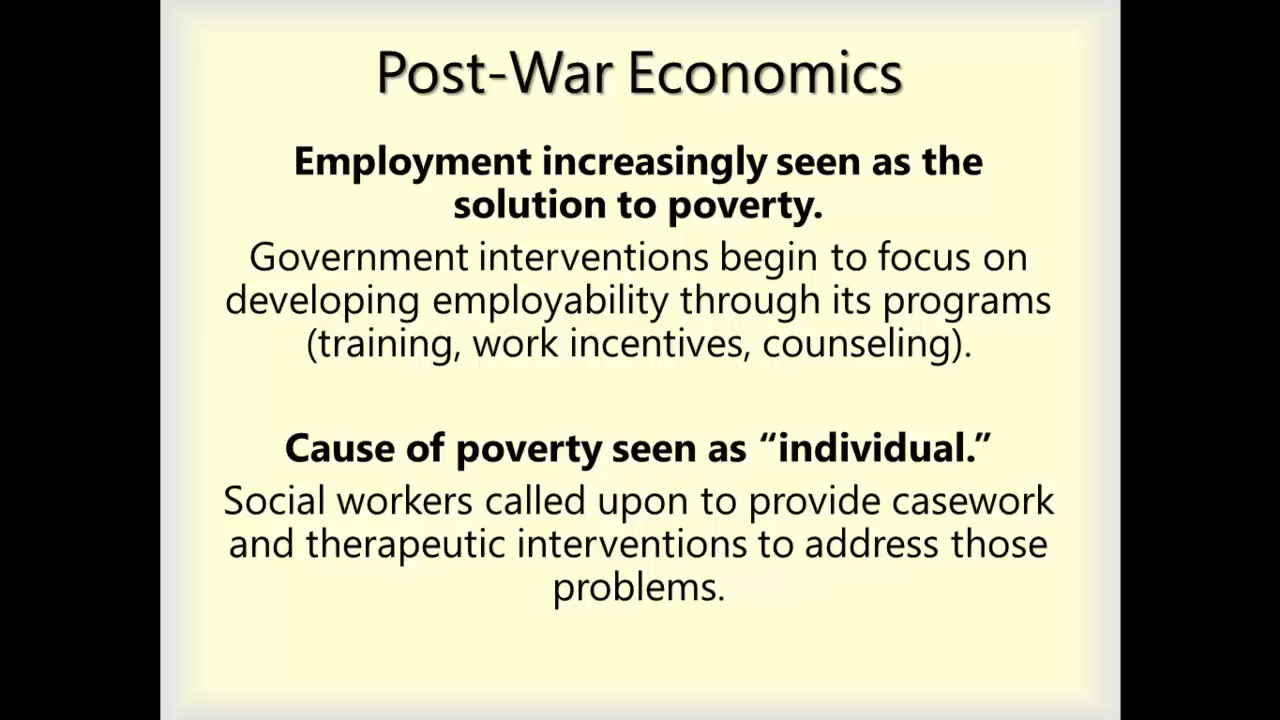 Post-War Economics
Employment increasingly seen as the
solution to poverty.
Government interventions begin to focus on
developing employability through its programs
(training, work incentives, counseling).
Cause of poverty seen as “individual.”
Social workers called upon to provide casework
and therapeutic interventions to address those
problems.